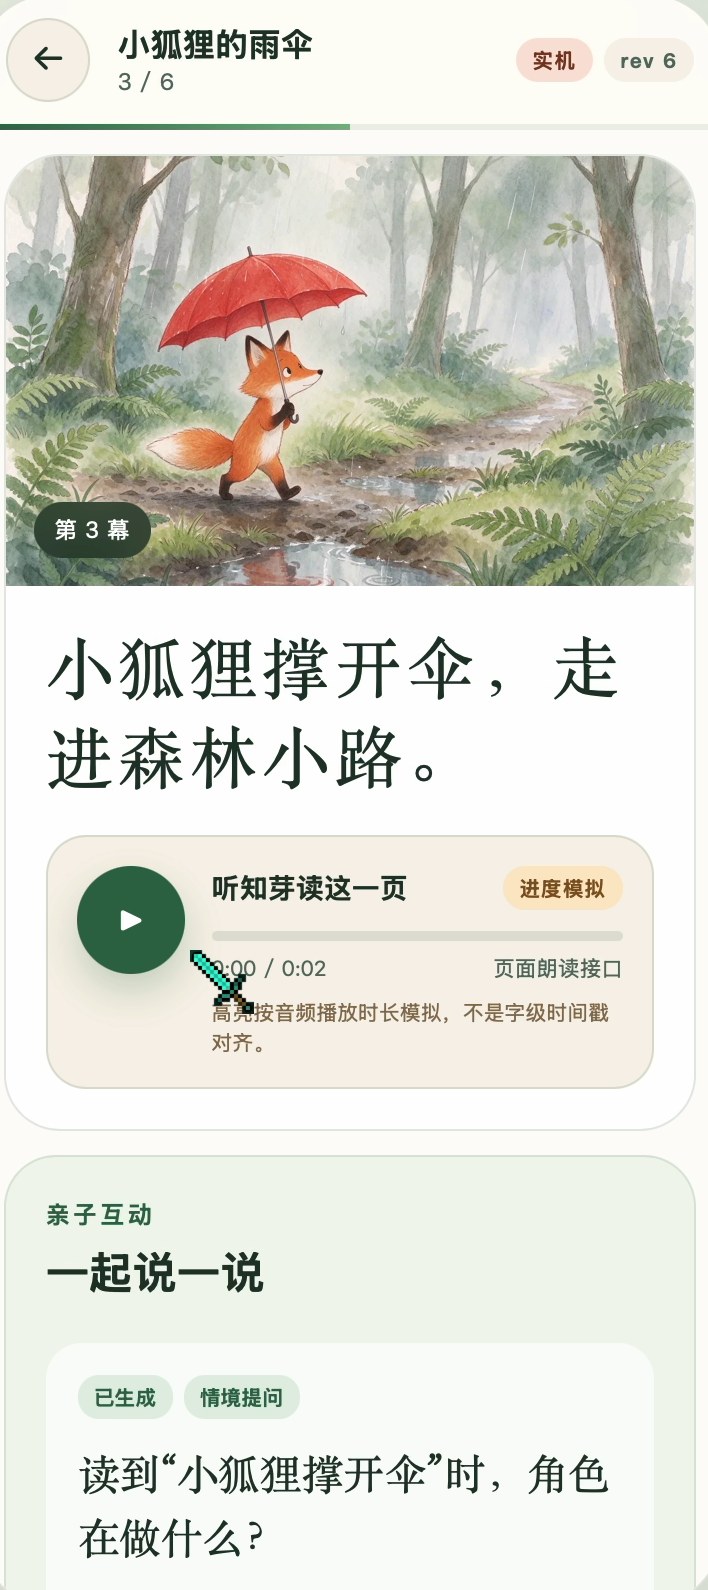 小狐狸的雨伞
3 / 6
实机
rev 6
第 3 幕
小狐狸撑开伞，走
进森林小路。
听知芽读这一页
进度模拟
0:00 / 0:02
页面朗读接口
高亮按音频播放时长模拟，不是字级时间戳
对齐。
亲子互动
一起说一说
已生成
情境提问
读到“小狐狸撑开伞”时，角色
在做什么？